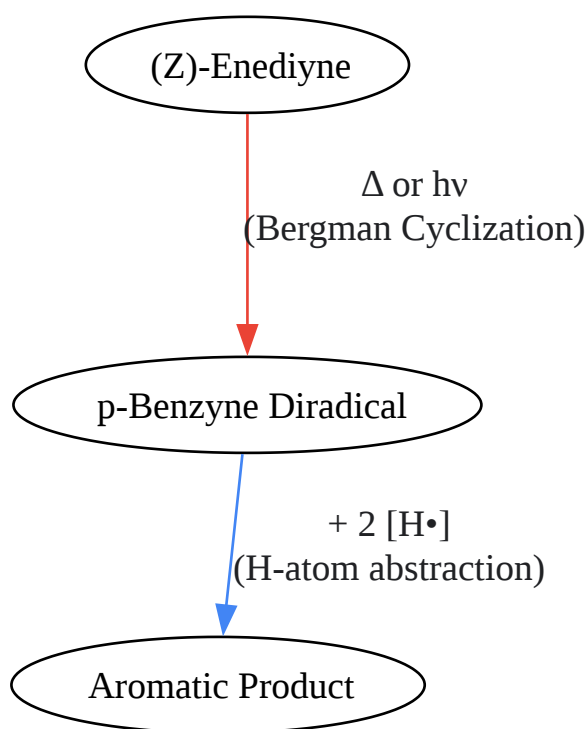 (Z)-Enediyne
Δ or hν
(Bergman Cyclization)
p-Benzyne Diradical
+ 2 [H•]
(H-atom abstraction)
Aromatic Product